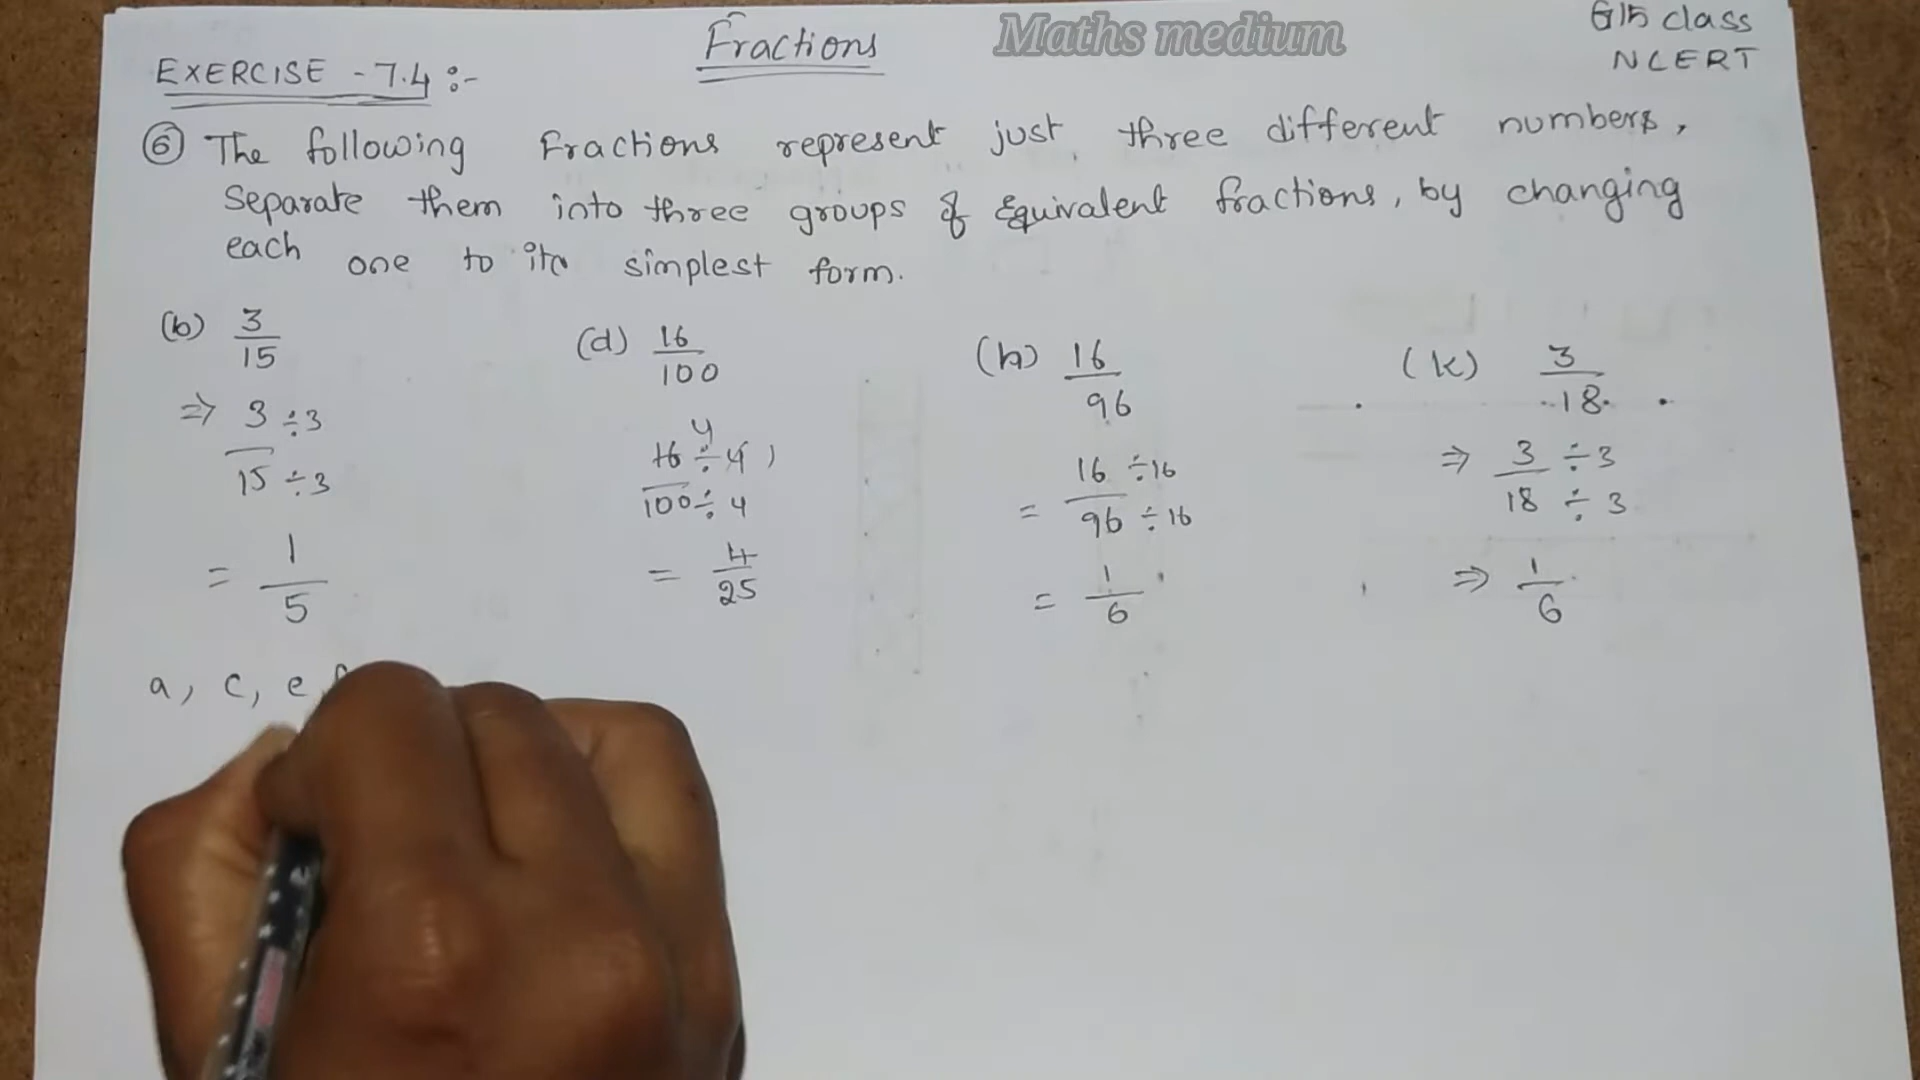 Fractions
Maths medium
6th class
NCERT
EXERCISE - 7.4 :-
⑥ The following Fractions represent just three different numbers,
separate them into three groups of Equivalent fractions, by changing
each one to its simplest form.
(b) 3/15
⇒ 3 ÷3 / 15 ÷3
= 1/5
(d) 16/100
16 ÷ 4 / 100 ÷ 4
= 4/25
(h) 16/96
= 16 ÷16 / 96 ÷16
= 1/6
(k) 3/18
⇒ 3 ÷3 / 18 ÷ 3
⇒ 1/6
a, c, e,